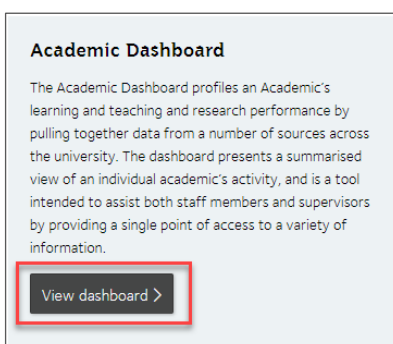 Academic Dashboard
The Academic Dashboard profiles an Academic's
learning and teaching and research performance by
pulling together data from a number of sources across
the university. The dashboard presents a summarised
view of an individual academic's activity, and is a tool
intended to assist both staff members and supervisors
by providing a single point of access to a variety of
information.
View dashboard >